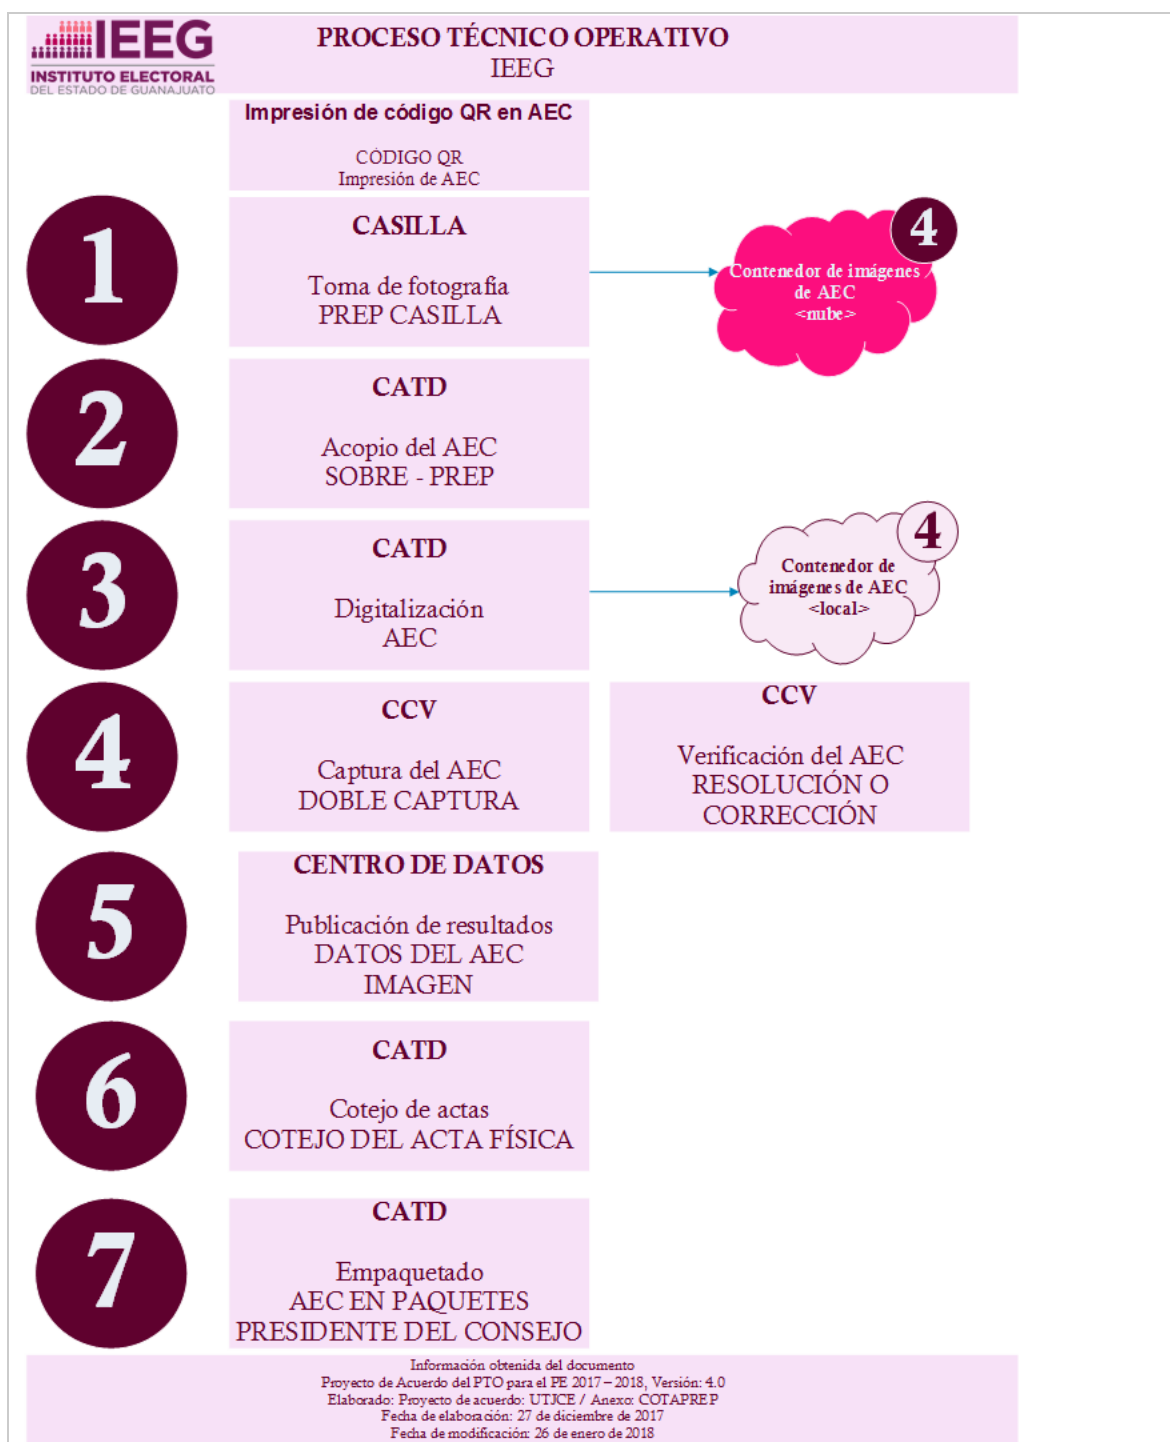 IEEG
INSTITUTO ELECTORAL
DEL ESTADO DE GUANAJUATO
PROCESO TÉCNICO OPERATIVO
IEEG
Impresión de código QR en AEC
CÓDIGO QR
Impresión de AEC
1
CASILLA
Toma de fotografía
PREP CASILLA
4
Contenedor de imágenes
de AEC
<nube>
2
CATD
Acopio del AEC
SOBRE - PREP
3
CATD
Digitalización
AEC
4
Contenedor de
imágenes de AEC
<local>
4
CCV
Captura del AEC
DOBLE CAPTURA
CCV
Verificación del AEC
RESOLUCIÓN O
CORRECCIÓN
5
CENTRO DE DATOS
Publicación de resultados
DATOS DEL AEC
IMAGEN
6
CATD
Cotejo de actas
COTEJO DEL ACTA FÍSICA
7
CATD
Empaquetado
AEC EN PAQUETES
PRESIDENTE DEL CONSEJO
Información obtenida del documento
Proyecto de Acuerdo del PTO para el PE 2017 – 2018, Versión: 4.0
Elaborado: Proyecto de acuerdo: UTJCE / Anexo: COTAPREP
Fecha de elaboración: 27 de diciembre de 2017
Fecha de modificación: 26 de enero de 2018